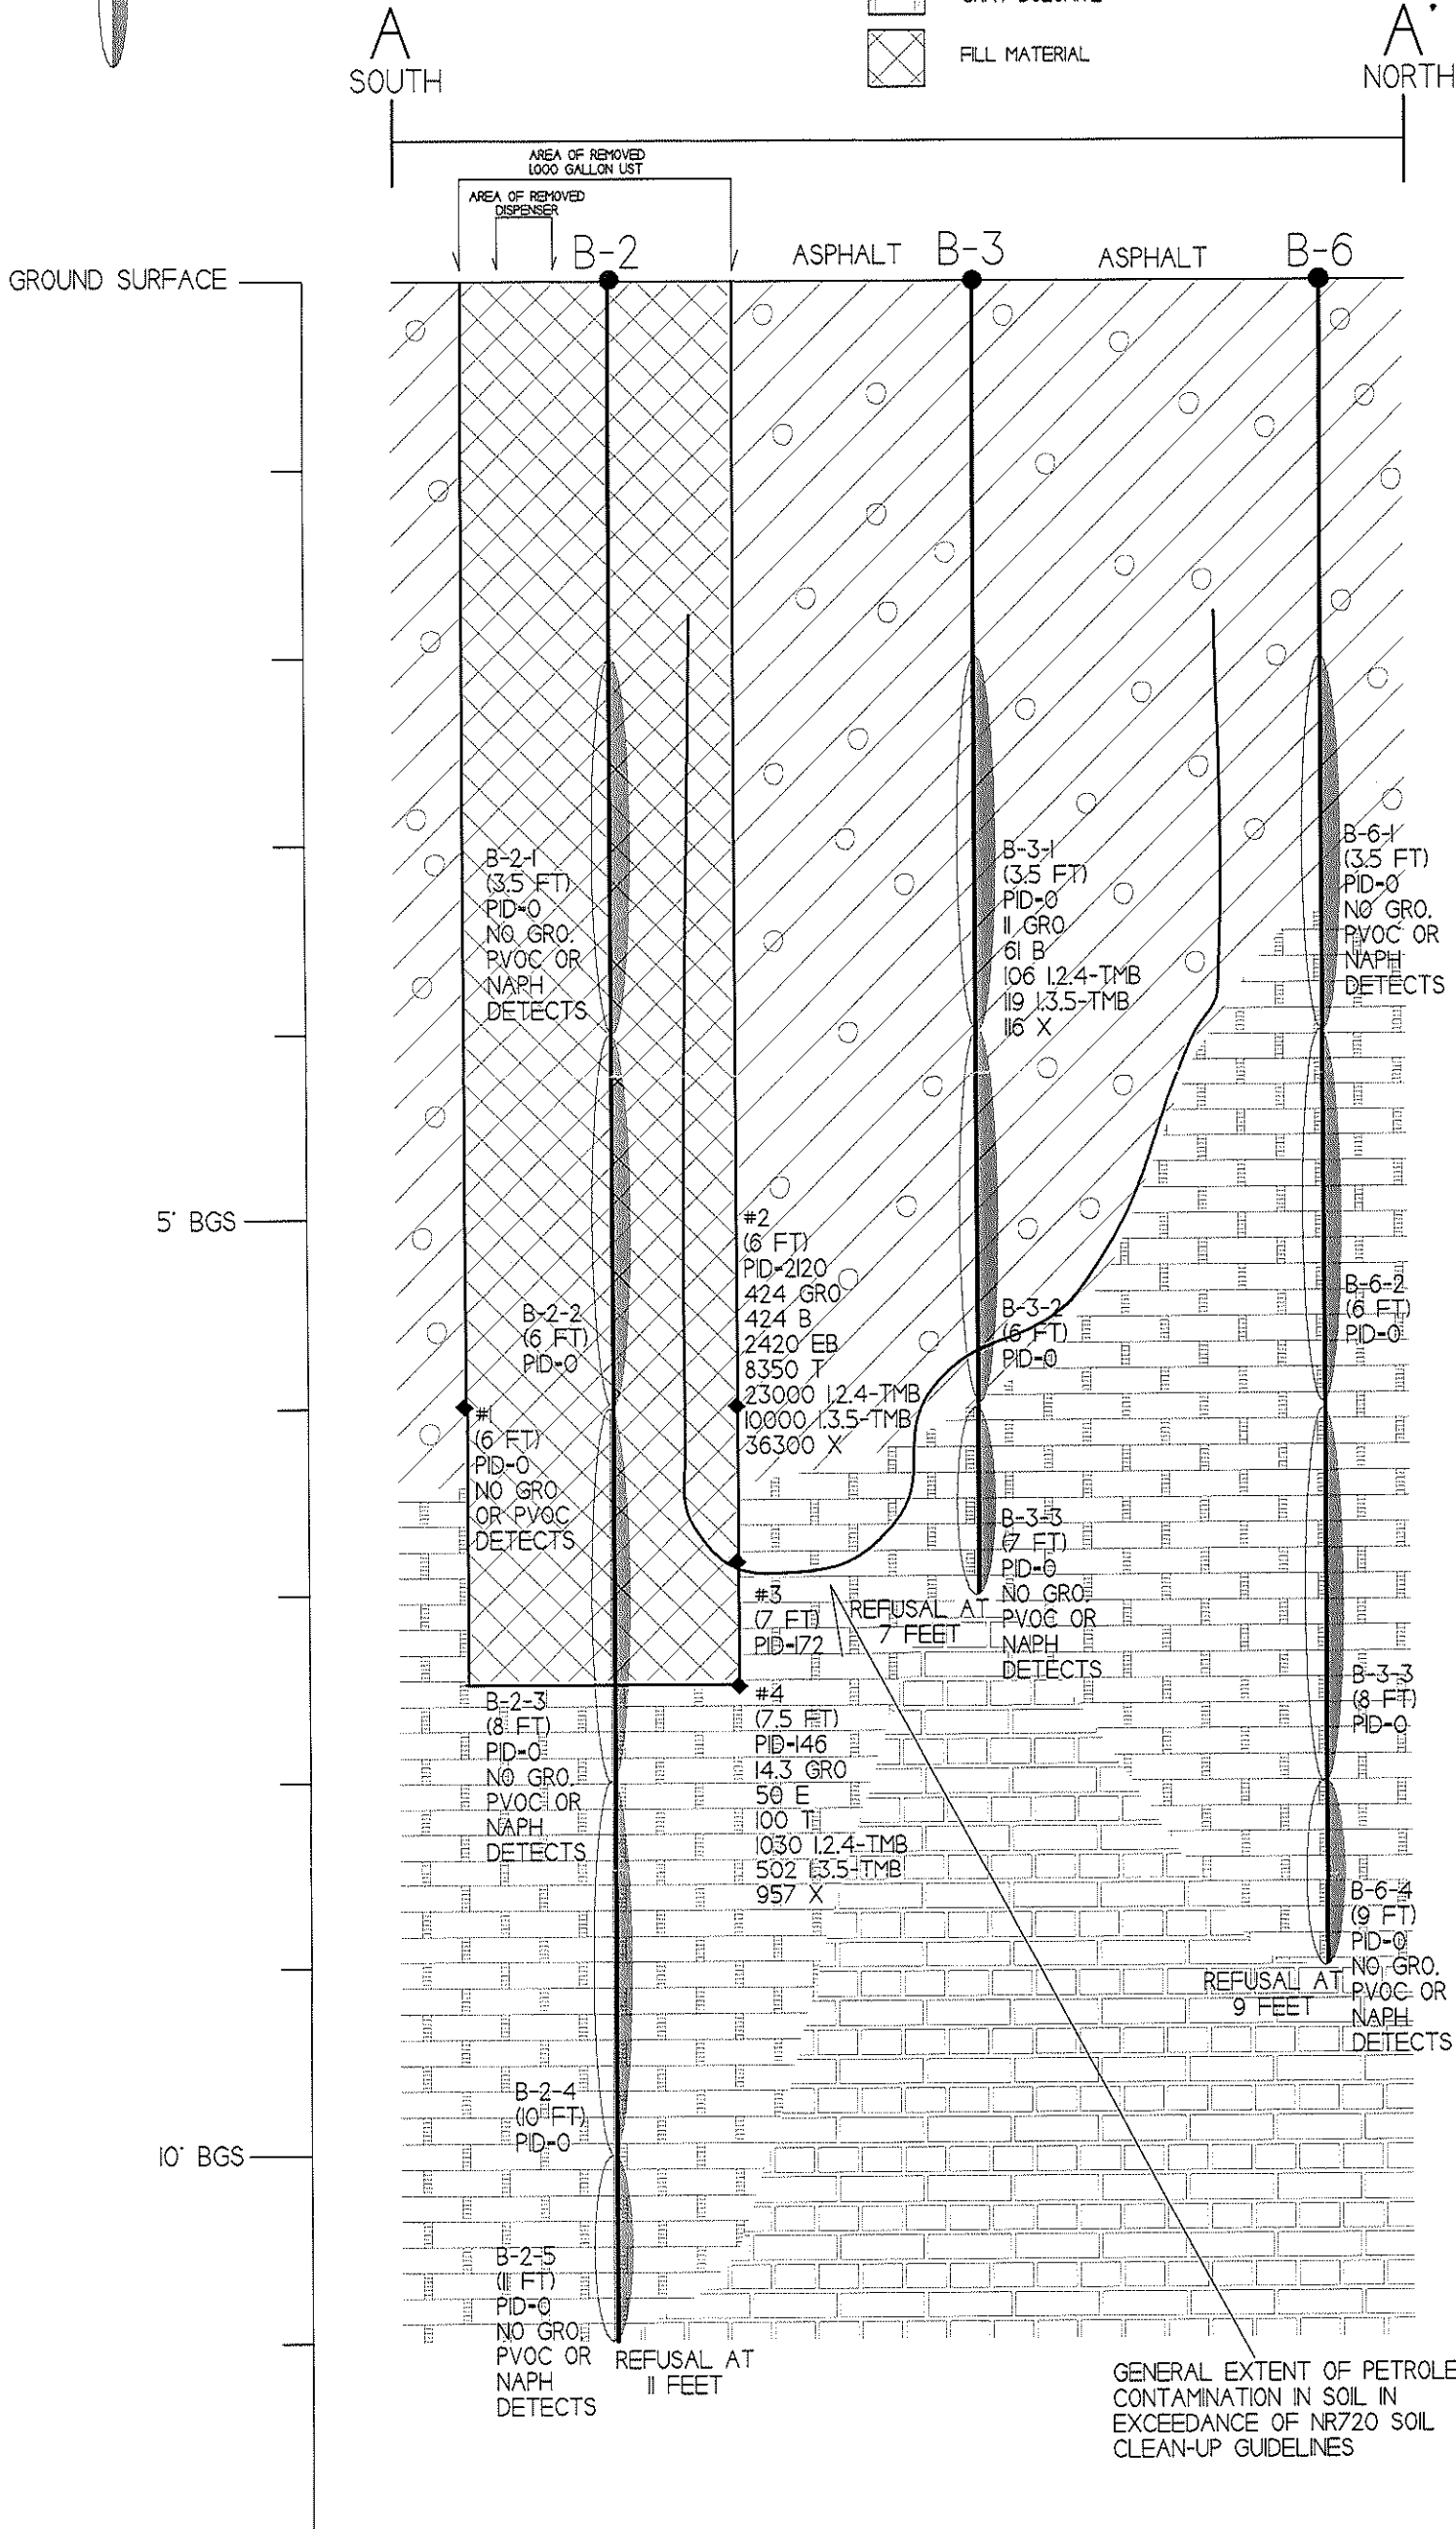 A
SOUTH
FILL MATERIAL
A'
NORTH
AREA OF REMOVED
1,000 GALLON UST
AREA OF REMOVED
DISPENSER
B-2
ASPHALT
B-3
ASPHALT
B-6
GROUND SURFACE
B-2-1
(3.5 FT)
PID=0
NO GRO,
PVOC OR
NAPH
DETECTS
B-3-1
(3.5 FT)
PID=0
11 GRO
61 B
106 1,2,4-TMB
119 1,3,5-TMB
116 X
B-6-1
(3.5 FT)
PID=0
NO GRO,
PVOC OR
NAPH
DETECTS
5' BGS
#2
(6 FT)
PID=2120
424 GRO
424 B
2420 EB
8350 T
23000 1,2,4-TMB
10000 1,3,5-TMB
36300 X
B-2-2
(6 FT)
PID=0
B-3-2
(6 FT)
PID=0
B-6-2
(6 FT)
PID=0
#1
(6 FT)
PID=0
NO GRO
OR PVOC
DETECTS
B-3-3
(7 FT)
PID=0
NO GRO,
PVOC OR
NAPH
DETECTS
REFUSAL AT
7 FEET
#3
(7 FT)
PID=172
B-3-3
(8 FT)
PID=0
B-2-3
(8 FT)
PID=0
NO GRO,
PVOC OR
NAPH
DETECTS
#4
(7.5 FT)
PID=146
14.3 GRO
50 E
100 T
1030 1,2,4-TMB
502 1,3,5-TMB
957 X
B-6-4
(9 FT)
PID=0
NO GRO,
PVOC OR
NAPH
DETECTS
REFUSAL AT
9 FEET
B-2-4
(10 FT)
PID=0
10' BGS
B-2-5
(11 FT)
PID=0
NO GRO,
PVOC OR
NAPH
DETECTS
REFUSAL AT
11 FEET
GENERAL EXTENT OF PETROLE
CONTAMINATION IN SOIL IN
EXCEEDANCE OF NR720 SOIL
CLEAN-UP GUIDELINES